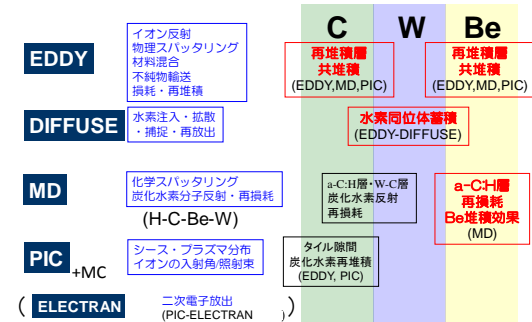 C W Be
EDDY
イオン反射
物理スパッタリング
材料混合
不純物輸送
損耗・再堆積
再堆積層
共堆積
(EDDY,MD,PIC)
再堆積層
共堆積
(EDDY,MD,PIC)
DIFFUSE
水素注入・拡散
・捕捉・再放出
水素同位体蓄積
(EDDY-DIFFUSE)
MD
化学スパッタリング
炭化水素分子反射・再損耗
(H-C-Be-W)
a-C:H層・W-C層
炭化水素反射
再損耗
a-C:H層
再損耗
Be堆積効果
(MD)
PIC+MC
シース・プラズマ分布
イオンの入射角/照射束
タイル隙間
炭化水素再堆積
(EDDY, PIC)
( ELECTRAN
二次電子放出 )
(PIC-ELECTRAN )